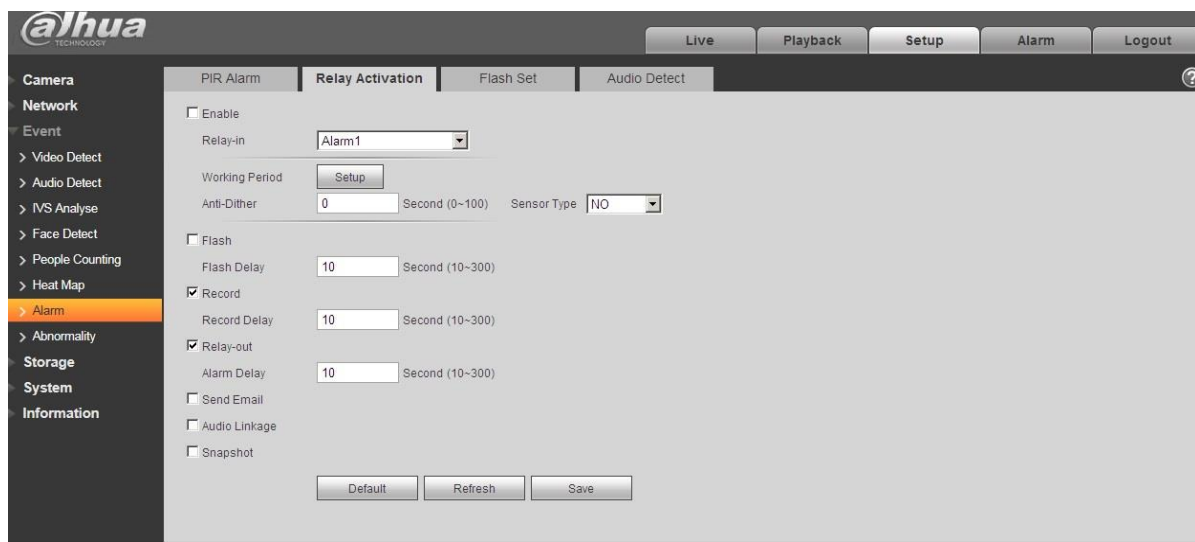 alhua
TECHNOLOGY
Live Playback Setup Alarm Logout
Camera
Network
Event
> Video Detect
> Audio Detect
> IVS Analyse
> Face Detect
> People Counting
> Heat Map
> Alarm
> Abnormality
Storage
System
Information
PIR Alarm Relay Activation Flash Set Audio Detect ?
Enable
Relay-in Alarm1
Working Period Setup
Anti-Dither 0 Second (0~100) Sensor Type NO
Flash
Flash Delay 10 Second (10~300)
Record
Record Delay 10 Second (10~300)
Relay-out
Alarm Delay 10 Second (10~300)
Send Email
Audio Linkage
Snapshot
Default Refresh Save